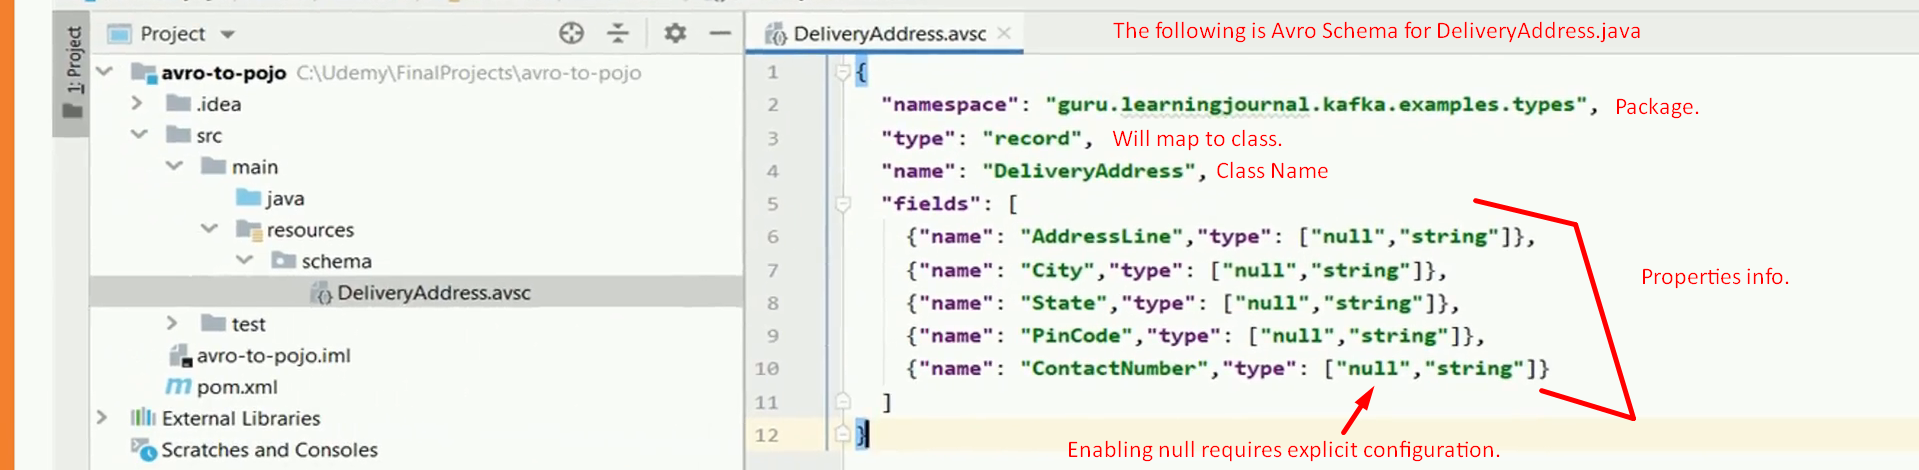 1: Project
Project
avro-to-pojo C:\Udemy\FinalProjects\avro-to-pojo
.idea
src
main
java
resources
schema
DeliveryAddress.avsc
test
avro-to-pojo.iml
pom.xml
External Libraries
Scratches and Consoles
DeliveryAddress.avsc
The following is Avro Schema for DeliveryAddress.java
1 {
2 "namespace": "guru.learningjournal.kafka.examples.types", Package.
3 "type": "record", Will map to class.
4 "name": "DeliveryAddress", Class Name
5 "fields": [
6 {"name": "AddressLine","type": ["null","string"]},
7 {"name": "City","type": ["null","string"]},
8 {"name": "State","type": ["null","string"]},
9 {"name": "PinCode","type": ["null","string"]},
10 {"name": "ContactNumber","type": ["null","string"]}
11 ]
12 }
Properties info.
Enabling null requires explicit configuration.